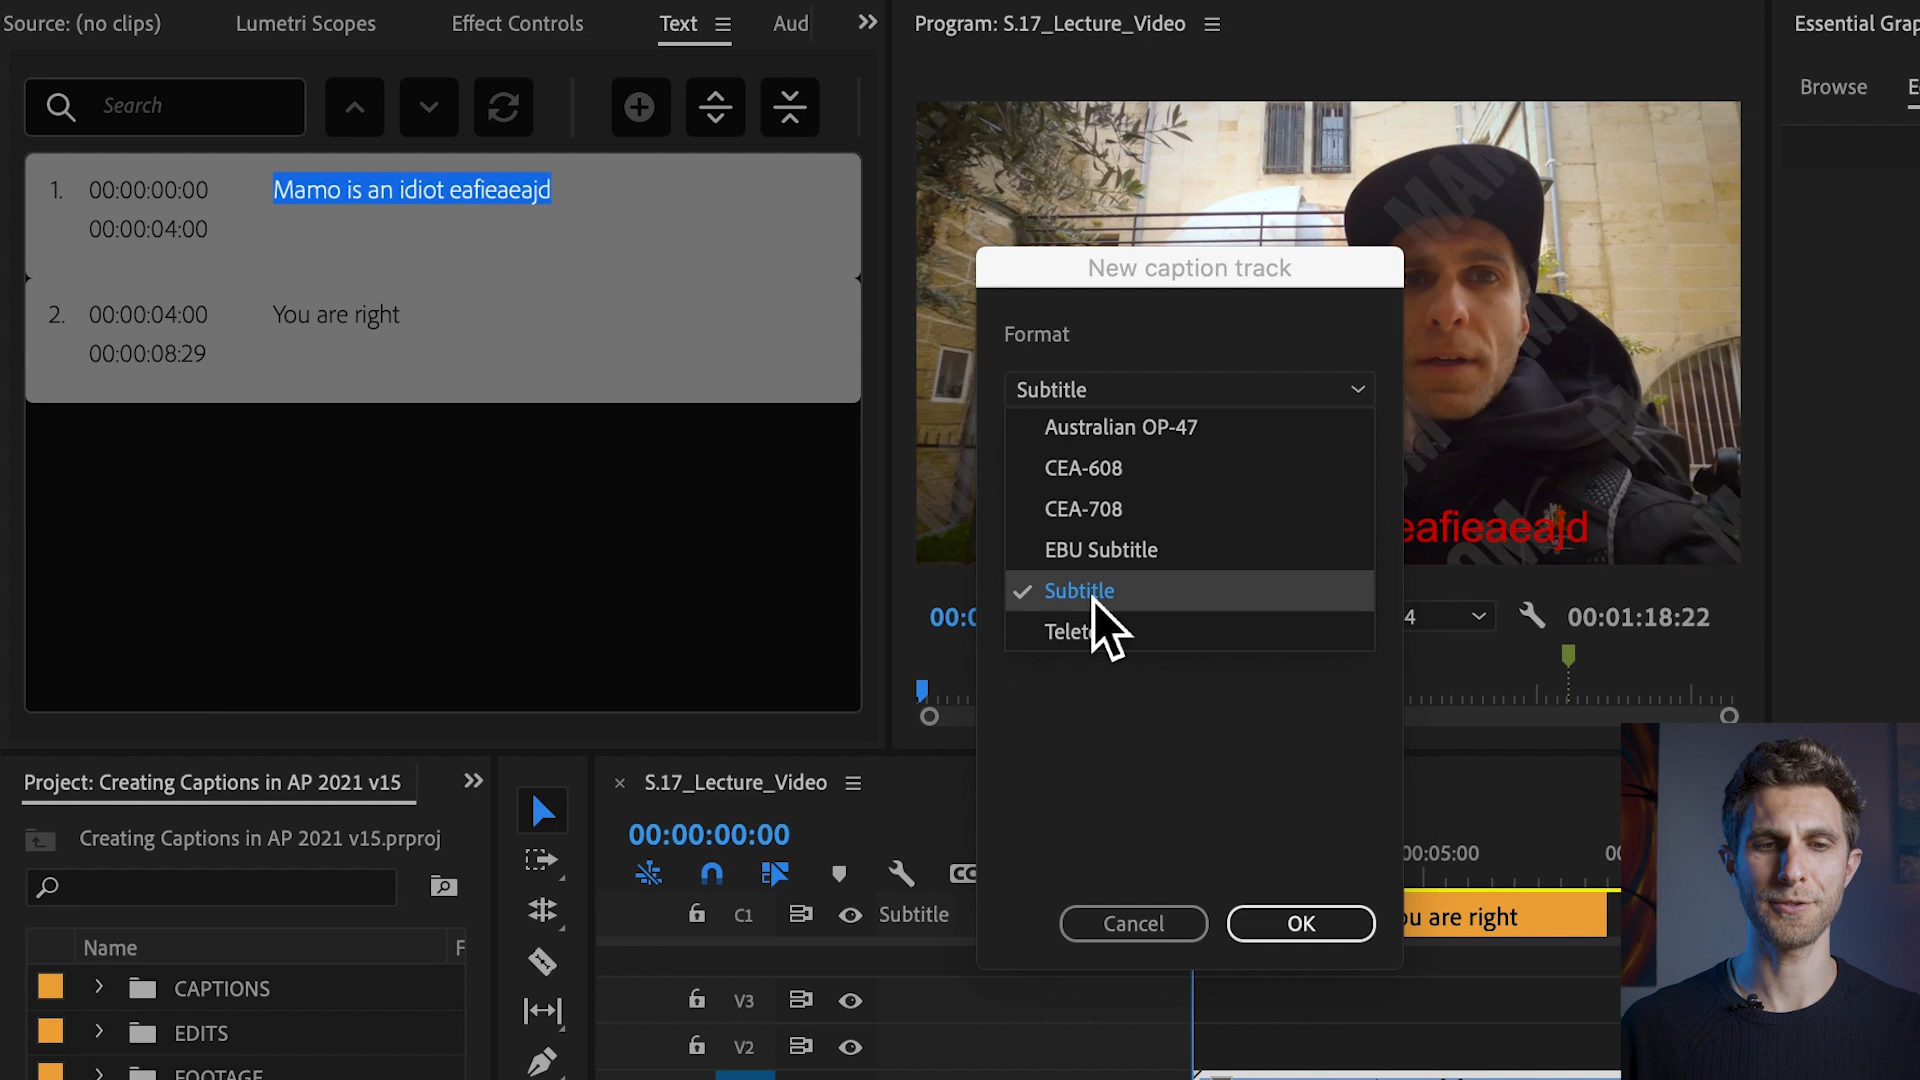 Source: (no clips)
Lumetri Scopes
Effect Controls
Text
Aud
Program: S.17_Lecture_Video
Essential Grap
Browse
Search
1. 00:00:00:00 Mamo is an idiot eafieaeajd
00:00:04:00
2. 00:00:04:00 You are right
00:00:08:29
New caption track
Format
Subtitle
Australian OP-47
CEA-608
CEA-708
EBU Subtitle
Subtitle
eafieaeajd
4
00:01:18:22
Project: Creating Captions in AP 2021 v15
Creating Captions in AP 2021 v15.prproj
Name
CAPTIONS
EDITS
FOOTAGE
S.17_Lecture_Video
00:00:00:00
00:05:00
C1 Subtitle
ou are right
V3
V2
Cancel
OK